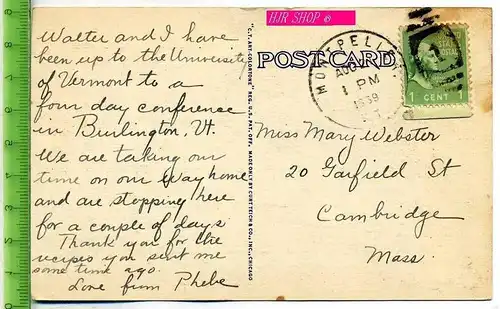 HJR SHOP ©
Walter and I have
been up to the University
of Vermont to a
four day conference
in Burlington, Vt.
We are taking our
time on our way home
and are stopping here
for a couple of days.
Thank you for the
recipes you sent me
some time ago.
Love from Phebe
"C.T. ART-COLORTONE" REG. U.S. PAT. OFF. MADE ONLY BY CURT TEICH & CO., INC., CHICAGO
POST CARD
MONTPELIER
AUG
1 PM
1939
1 CENT 1
Miss Mary Webster
20 Garfield St
Cambridge
Mass.